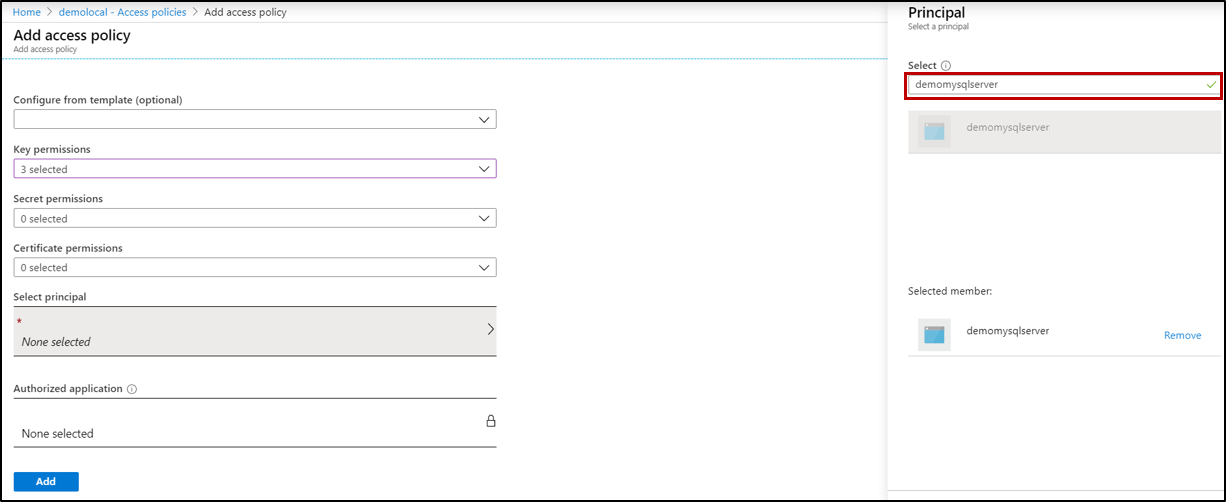 Home > demolocal - Access policies > Add access policy
Add access policy
Add access policy
Configure from template (optional)
Key permissions
3 selected
Secret permissions
0 selected
Certificate permissions
0 selected
Select principal
*
None selected
Authorized application
None selected
Add
Principal
Select a principal
Select
demomysqlserver
demomysqlserver
Selected member:
demomysqlserver
Remove